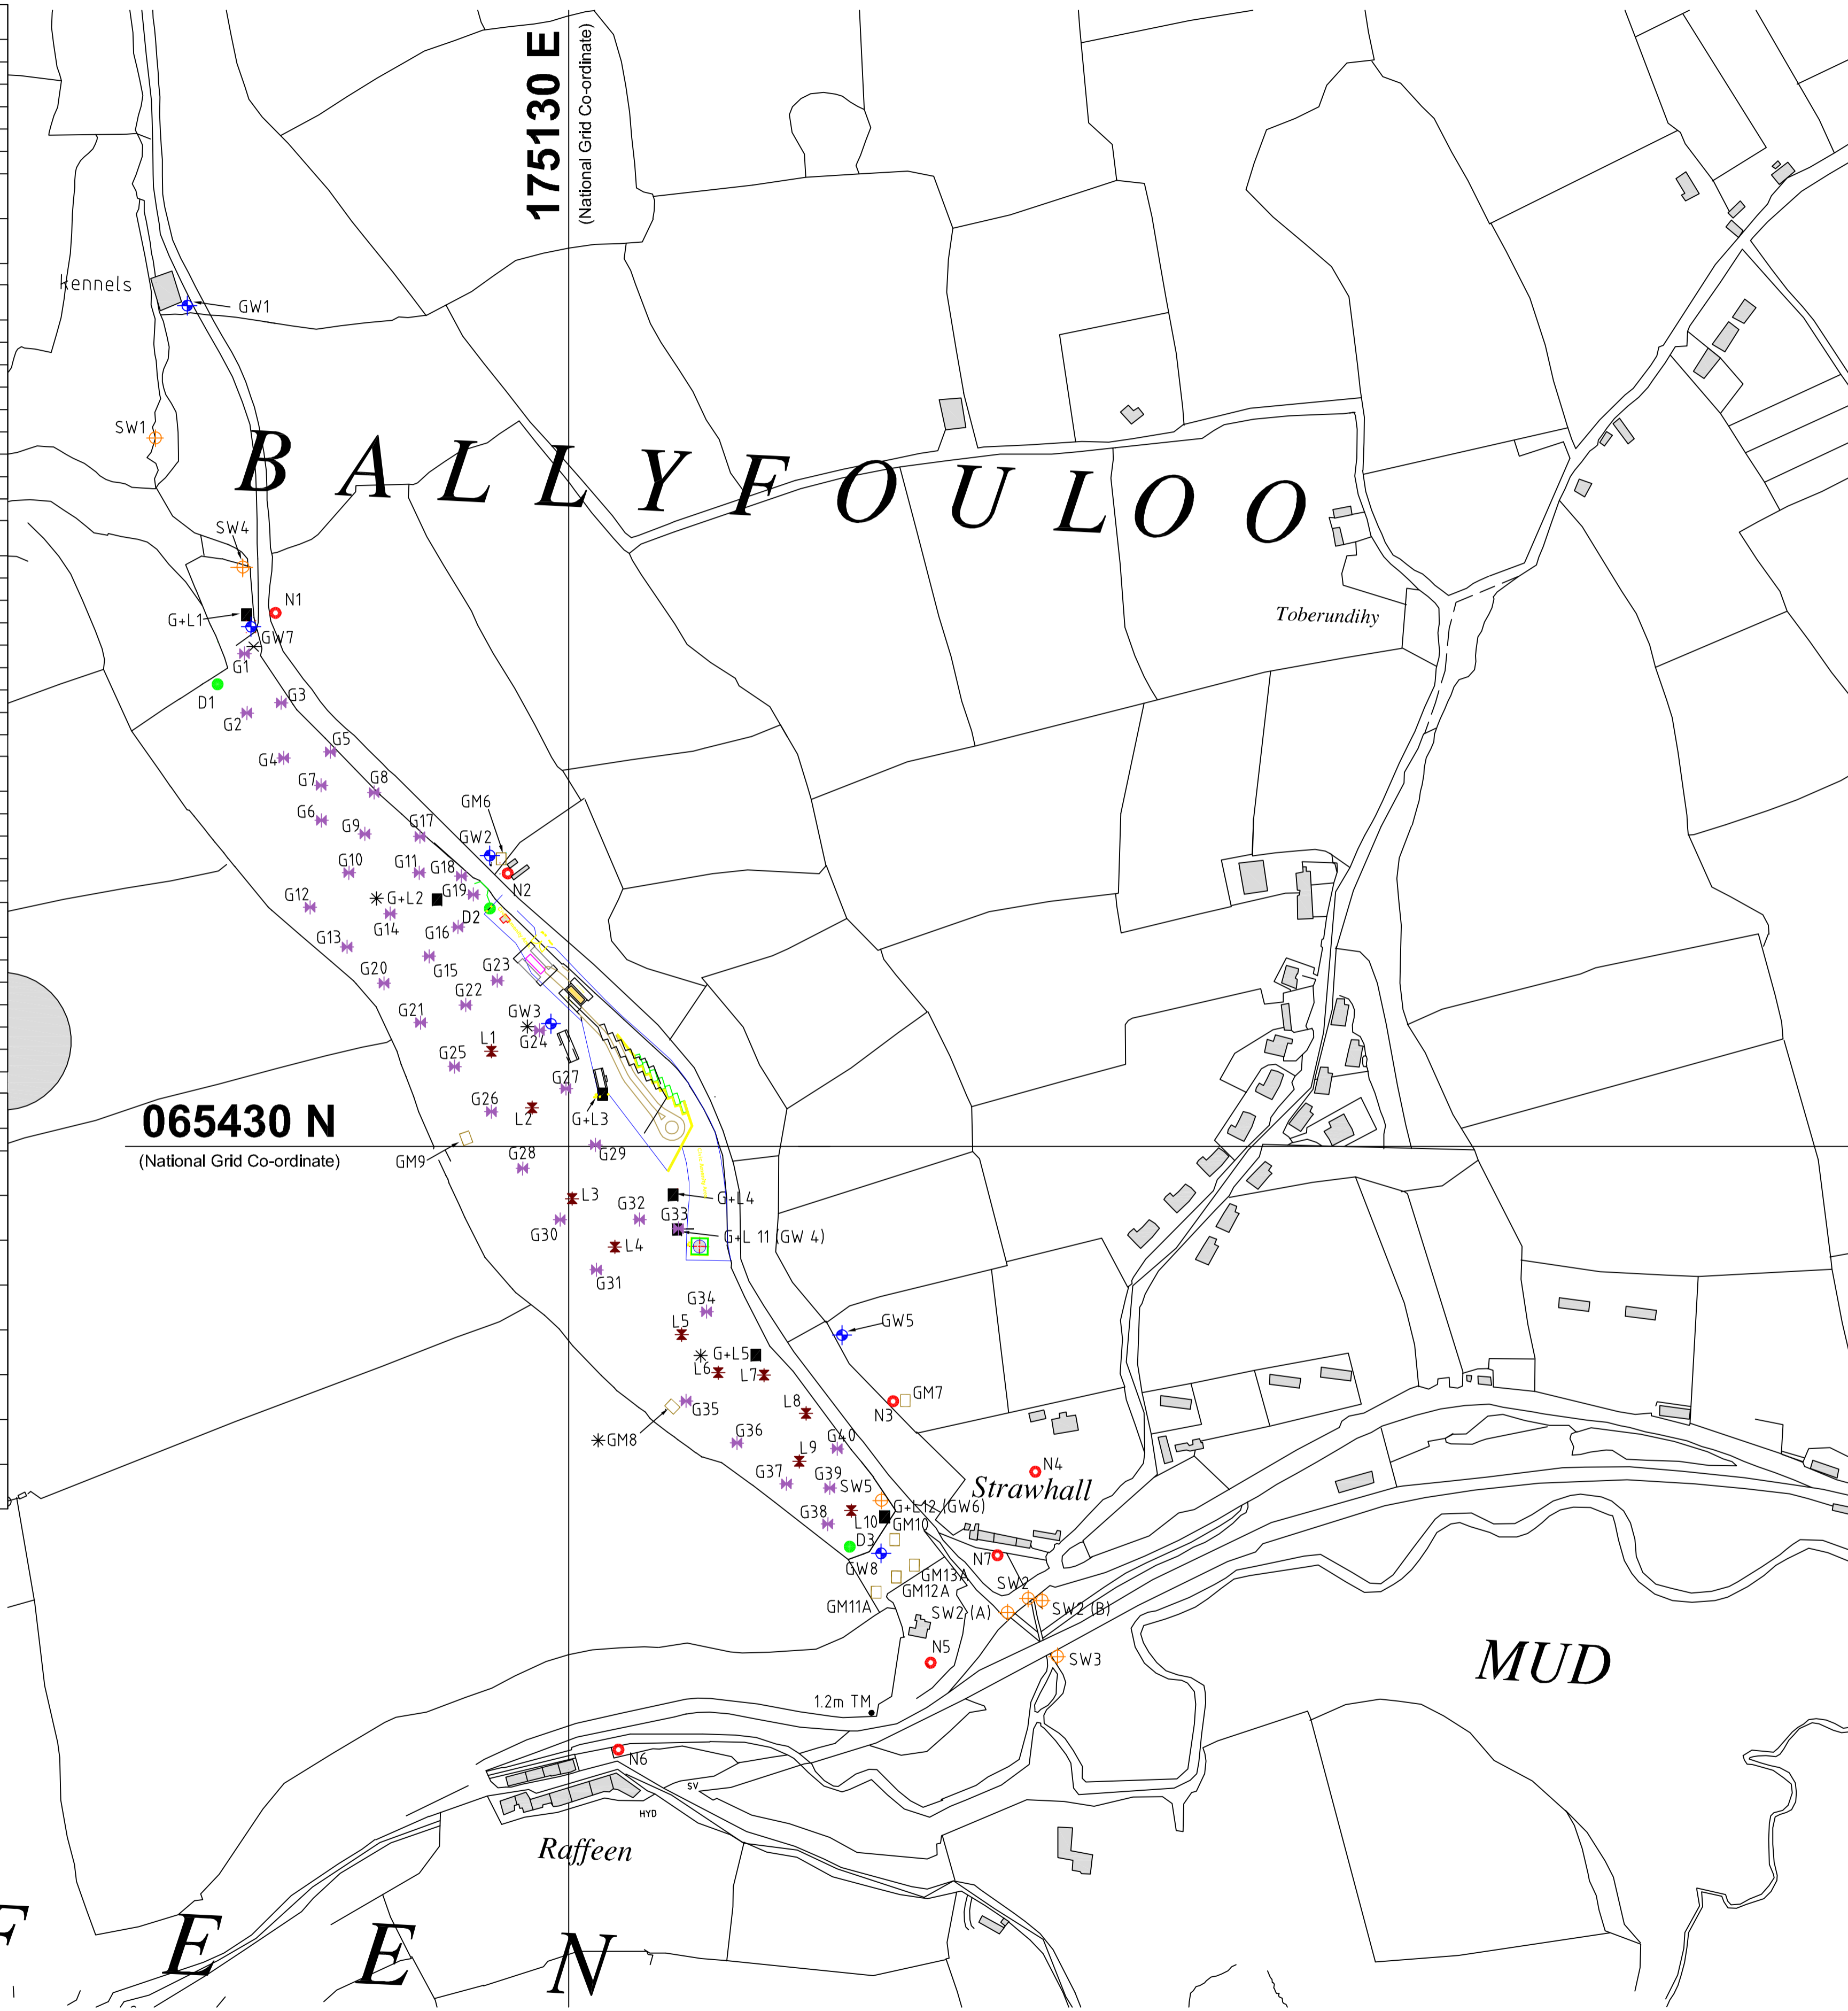 175130 E
(National Grid Co-ordinate)
kennels
GW1
SW1
BALLYFOULOO
SW4
N1
G+L1
GW7
G1
Toberundihy
D1
G3
G2
G5
G4
G7
G8
GM6
G6
G9
G17
GW2
G10
G11
G18
N2
G12
G+L2
G19
G14
D2
G13
G16
G20
G15
G23
G22
G21
GW3
G24
L1
G25
G27
G26
L2
G+L3
065430 N
(National Grid Co-ordinate)
GM9
G28
G29
L3
G+L4
G32
G33
G30
G+L 11 (GW 4)
L4
G31
G34
L5
GW5
G+L5
L6
L7
GM7
G35
L8
N3
GM8
G36
G40
L9
N4
G37
G39
SW5
Strawhall
G+L12 (GW6)
G38
L10
GM10
D3
N7
GW8
GM13A
SW2
GM12A
GM11A
SW2 (A)
SW2 (B)
N5
SW3
MUD
1.2m TM
N6
SV
HYD
Raffeen
F E E N